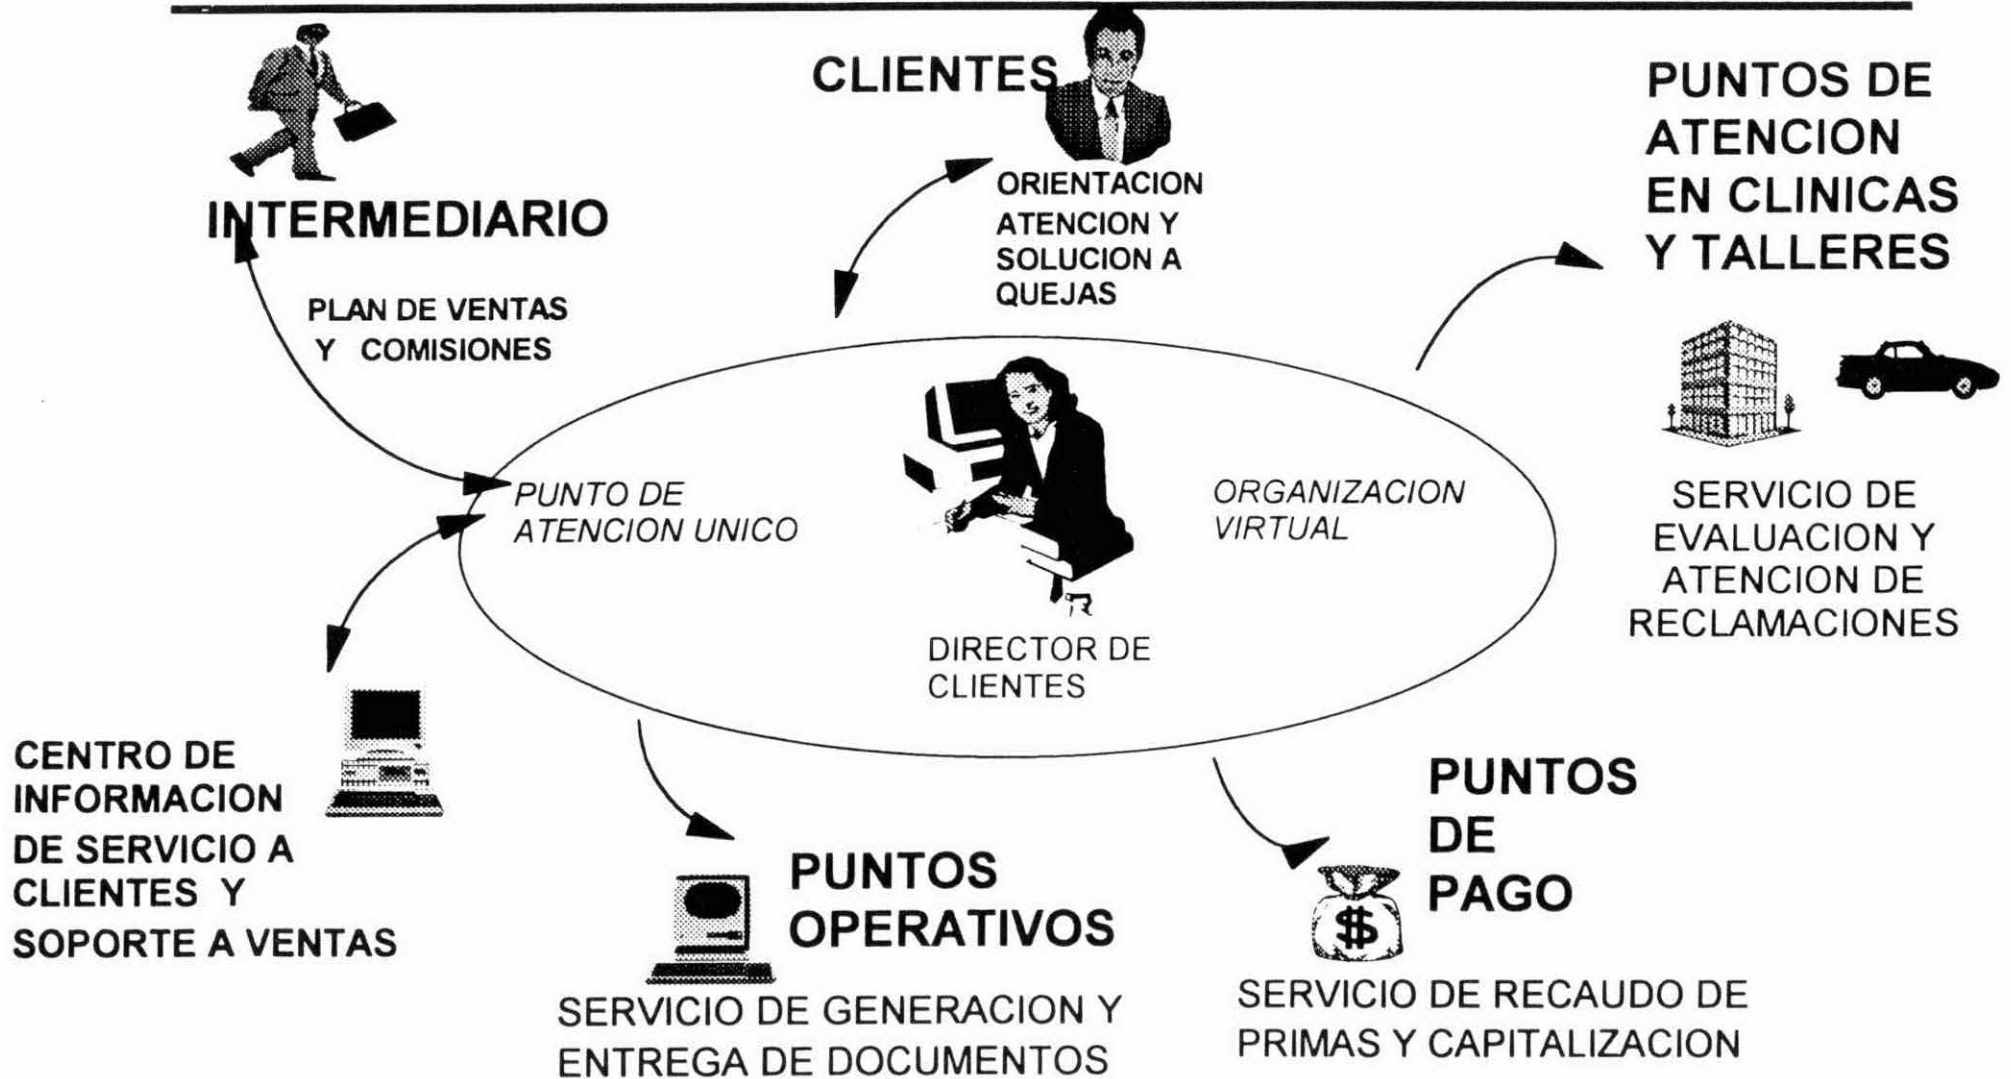 CLIENTES
INTERMEDIARIO
PLAN DE VENTAS
Y COMISIONES
ORIENTACION
ATENCION Y
SOLUCION A
QUEJAS
PUNTOS DE
ATENCION
EN CLINICAS
Y TALLERES
SERVICIO DE
EVALUACION Y
ATENCION DE
RECLAMACIONES
PUNTO DE
ATENCION UNICO
ORGANIZACION
VIRTUAL
DIRECTOR DE
CLIENTES
CENTRO DE
INFORMACION
DE SERVICIO A
CLIENTES Y
SOPORTE A VENTAS
PUNTOS
OPERATIVOS
SERVICIO DE GENERACION Y
ENTREGA DE DOCUMENTOS
PUNTOS
DE
PAGO
$
SERVICIO DE RECAUDO DE
PRIMAS Y CAPITALIZACION